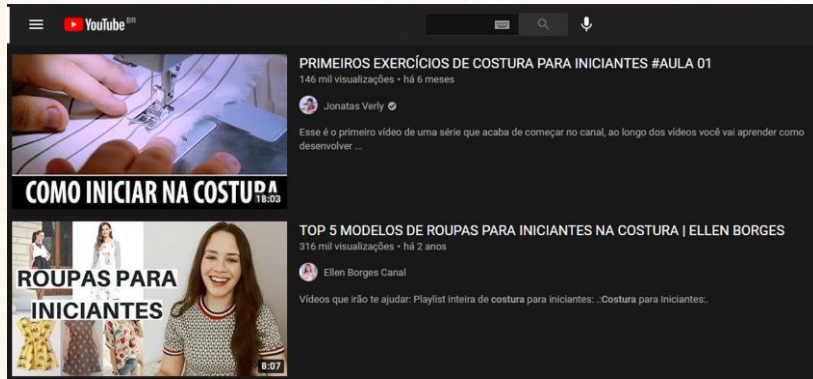 YouTube BR
PRIMEIROS EXERCÍCIOS DE COSTURA PARA INICIANTES #AULA 01
146 mil visualizações • há 6 meses
Jonatas Verly
Esse é o primeiro vídeo de uma série que acaba de começar no canal, ao longo dos vídeos você vai aprender como
desenvolver ...
COMO INICIAR NA COSTURA
18:03
TOP 5 MODELOS DE ROUPAS PARA INICIANTES NA COSTURA | ELLEN BORGES
316 mil visualizações • há 2 anos
Ellen Borges Canal
Vídeos que irão te ajudar: Playlist inteira de costura para iniciantes: .:Costura para Iniciantes:.
ROUPAS PARA
INICIANTES
8:07